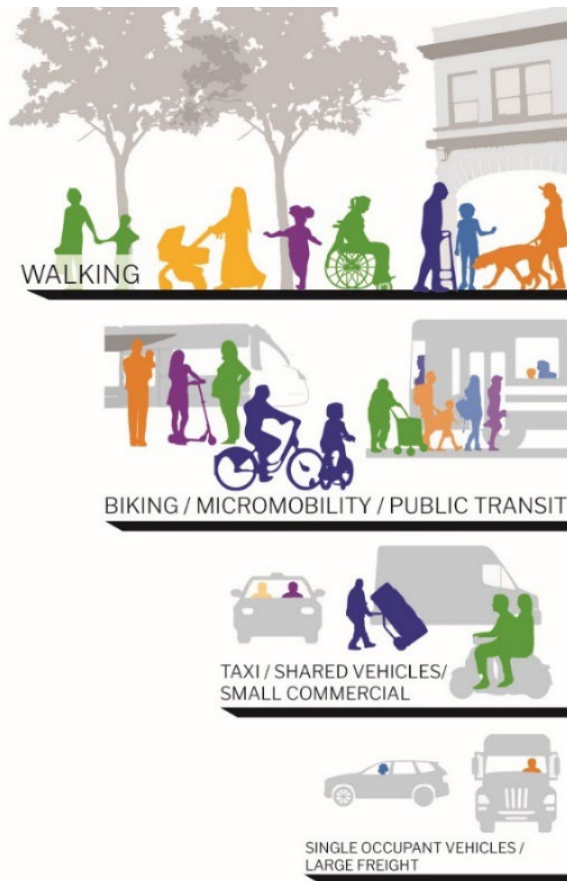 WALKING
BIKING / MICROMOBILITY / PUBLIC TRANSIT
TAXI / SHARED VEHICLES/
SMALL COMMERCIAL
SINGLE OCCUPANT VEHICLES /
LARGE FREIGHT